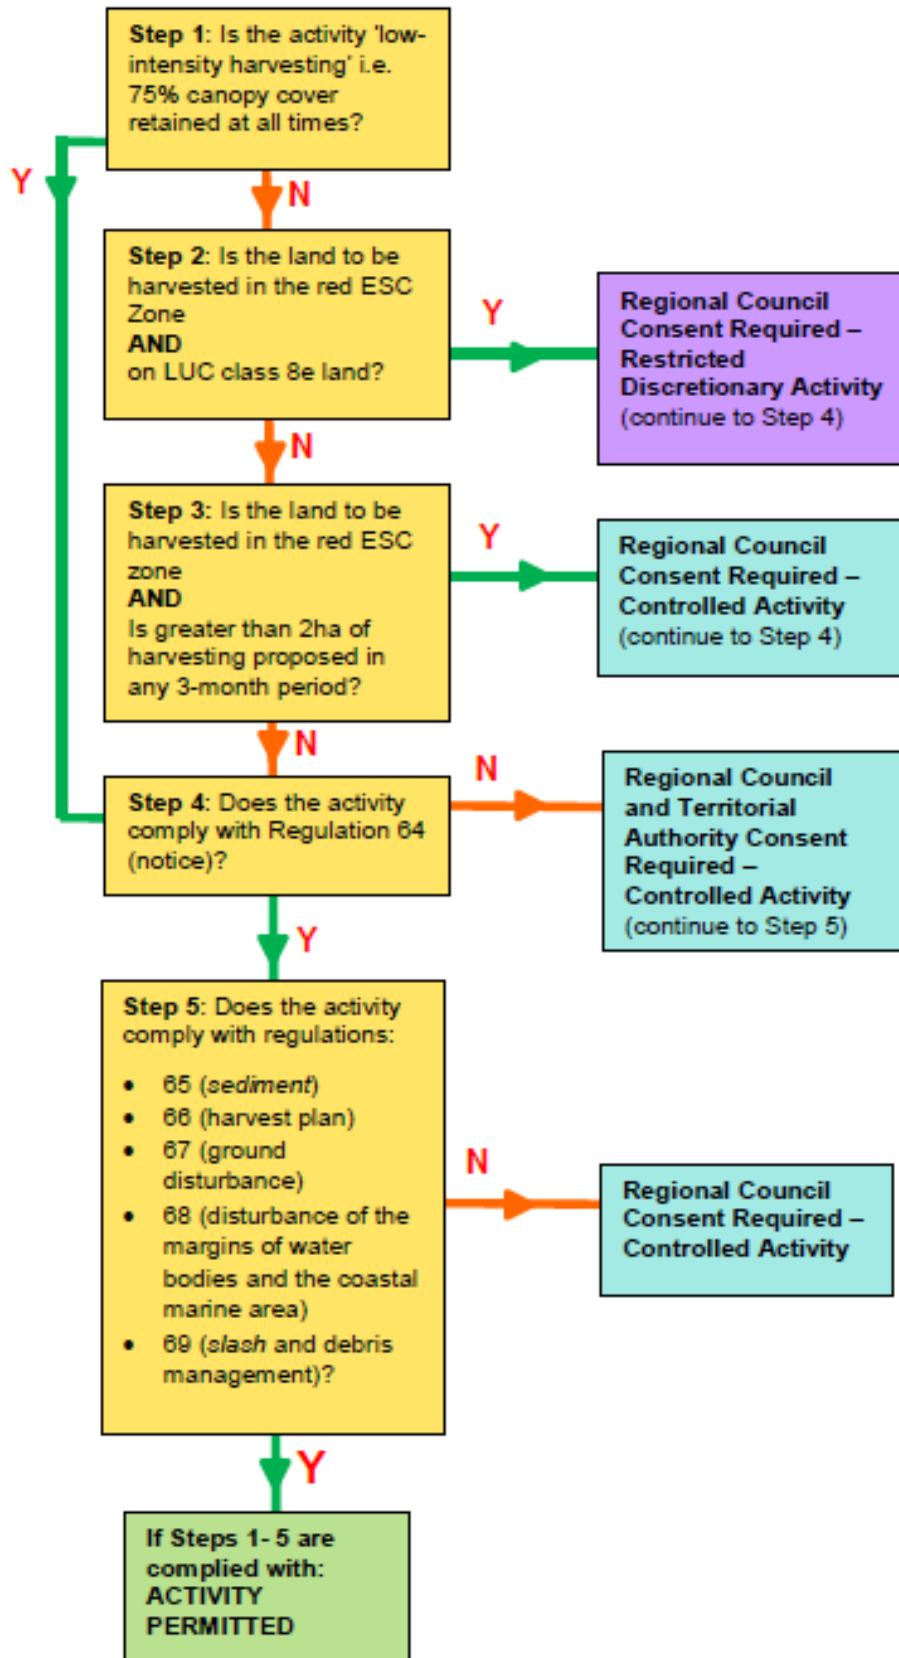 Step 1: Is the activity 'low-
intensity harvesting' i.e.
75% canopy cover
retained at all times?
Y
N
Step 2: Is the land to be
harvested in the red ESC
Zone
AND
on LUC class 8e land?
Y
Regional Council
Consent Required –
Restricted
Discretionary Activity
(continue to Step 4)
N
Step 3: Is the land to be
harvested in the red ESC
zone
AND
Is greater than 2ha of
harvesting proposed in
any 3-month period?
Y
Regional Council
Consent Required –
Controlled Activity
(continue to Step 4)
N
Step 4: Does the activity
comply with Regulation 64
(notice)?
N
Regional Council
and Territorial
Authority Consent
Required –
Controlled Activity
(continue to Step 5)
Y
Step 5: Does the activity
comply with regulations:
• 65 (sediment)
• 66 (harvest plan)
• 67 (ground
disturbance)
• 68 (disturbance of the
margins of water
bodies and the coastal
marine area)
• 69 (slash and debris
management)?
N
Regional Council
Consent Required –
Controlled Activity
Y
If Steps 1- 5 are
complied with:
ACTIVITY
PERMITTED